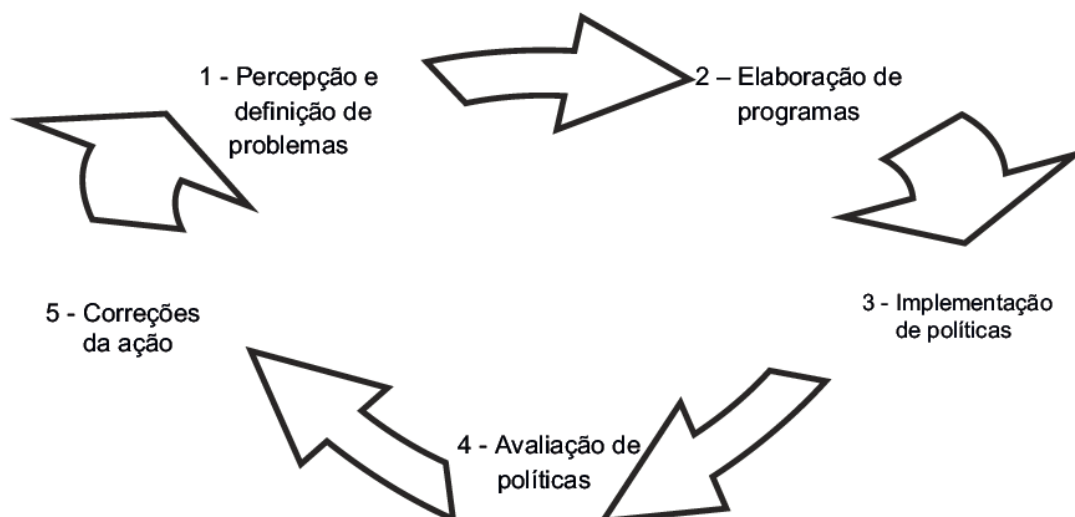 1 - Percepção e
definição de
problemas
2 – Elaboração de
programas
3 - Implementação
de políticas
4 - Avaliação de
políticas
5 - Correções
da ação